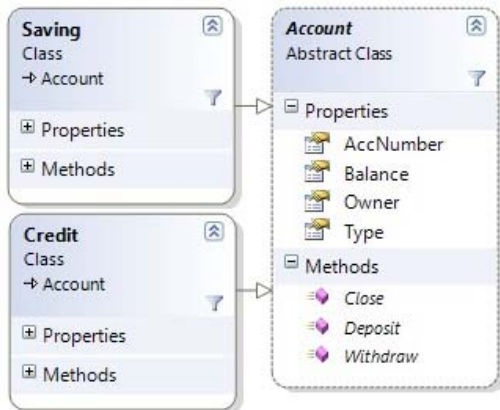 Saving
Class
Account
Properties
Methods
Credit
Class
Account
Properties
Methods
Account
Abstract Class
Properties
AccNumber
Balance
Owner
Type
Methods
Close
Deposit
Withdraw